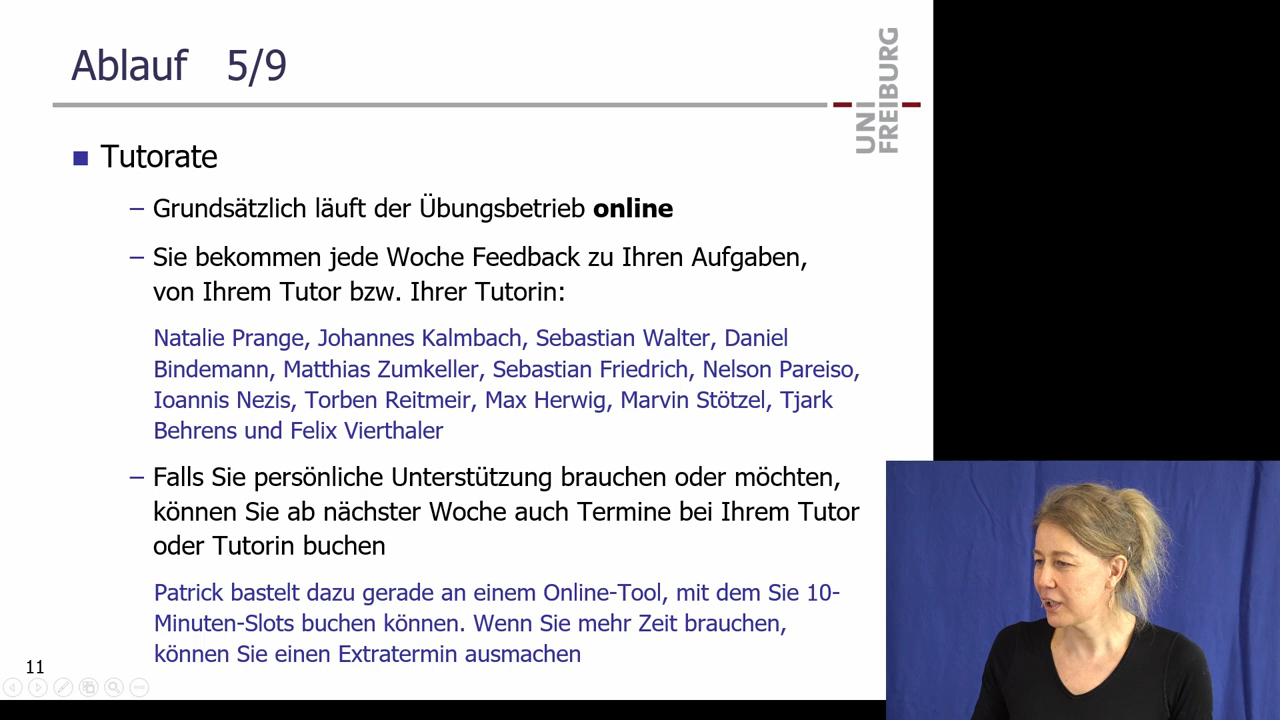 Ablauf 5/9
UNI
FREIBURG
■ Tutorate
– Grundsätzlich läuft der Übungsbetrieb online
– Sie bekommen jede Woche Feedback zu Ihren Aufgaben,
von Ihrem Tutor bzw. Ihrer Tutorin:
Natalie Prange, Johannes Kalmbach, Sebastian Walter, Daniel
Bindemann, Matthias Zumkeller, Sebastian Friedrich, Nelson Pareiso,
Ioannis Nezis, Torben Reitmeir, Max Herwig, Marvin Stötzel, Tjark
Behrens und Felix Vierthaler
– Falls Sie persönliche Unterstützung brauchen oder möchten,
können Sie ab nächster Woche auch Termine bei Ihrem Tutor
oder Tutorin buchen
Patrick bastelt dazu gerade an einem Online-Tool, mit dem Sie 10-
Minuten-Slots buchen können. Wenn Sie mehr Zeit brauchen,
können Sie einen Extratermin ausmachen
11